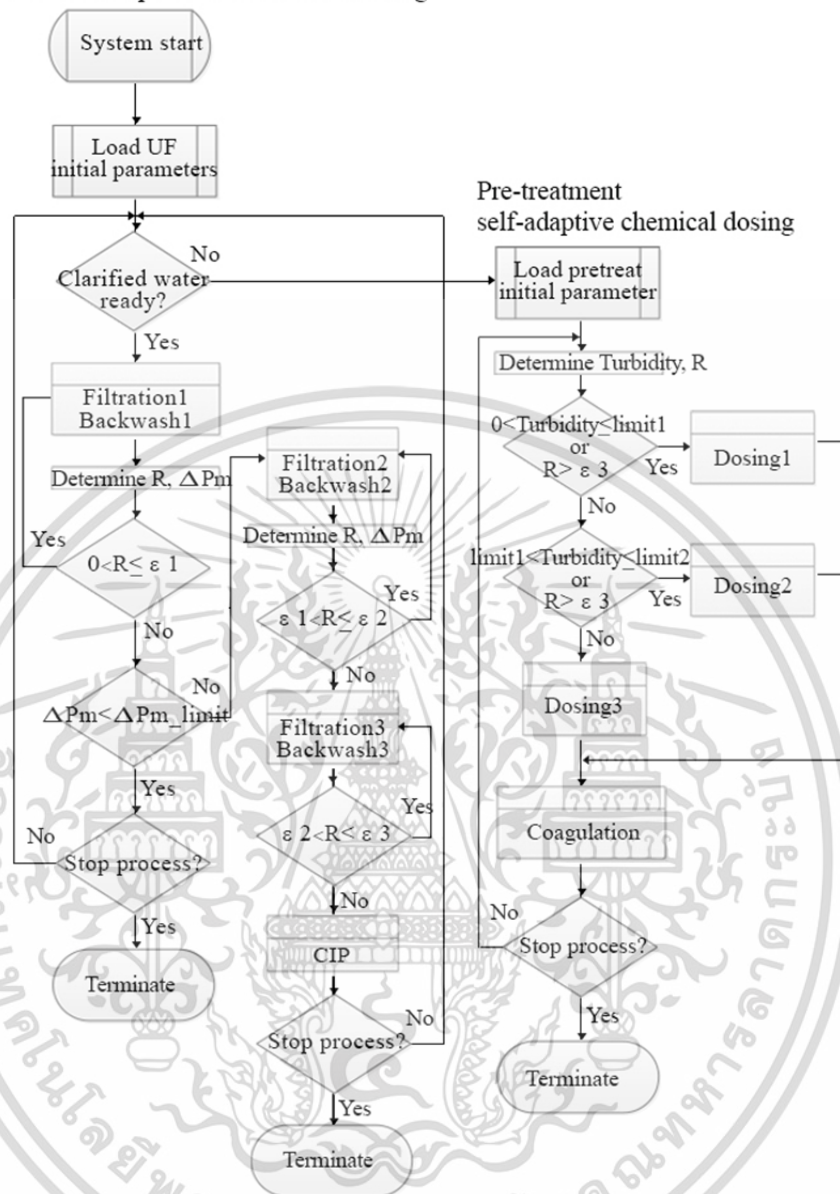 System start
Load UF
initial parameters
Clarified water
ready?
No
Yes
Filtration1
Backwash1
Determine R, ΔPm
Yes
0<R≤ ε 1
No
ΔPm<ΔPm_limit
No
Yes
No
Stop process?
Yes
Terminate
Filtration2
Backwash2
Determine R, ΔPm
Yes
ε 1<R≤ ε 2
No
Filtration3
Backwash3
Yes
ε 2<R≤ ε 3
No
CIP
No
Stop process?
Yes
Terminate
Pre-treatment
self-adaptive chemical dosing
Load pretreat
initial parameter
Determine Turbidity, R
0<Turbidity≤limit1
or
R> ε 3
Yes
Dosing1
No
limit1<Turbidity≤limit2
or
R> ε 3
Yes
Dosing2
No
Dosing3
Coagulation
No
Stop process?
Yes
Terminate